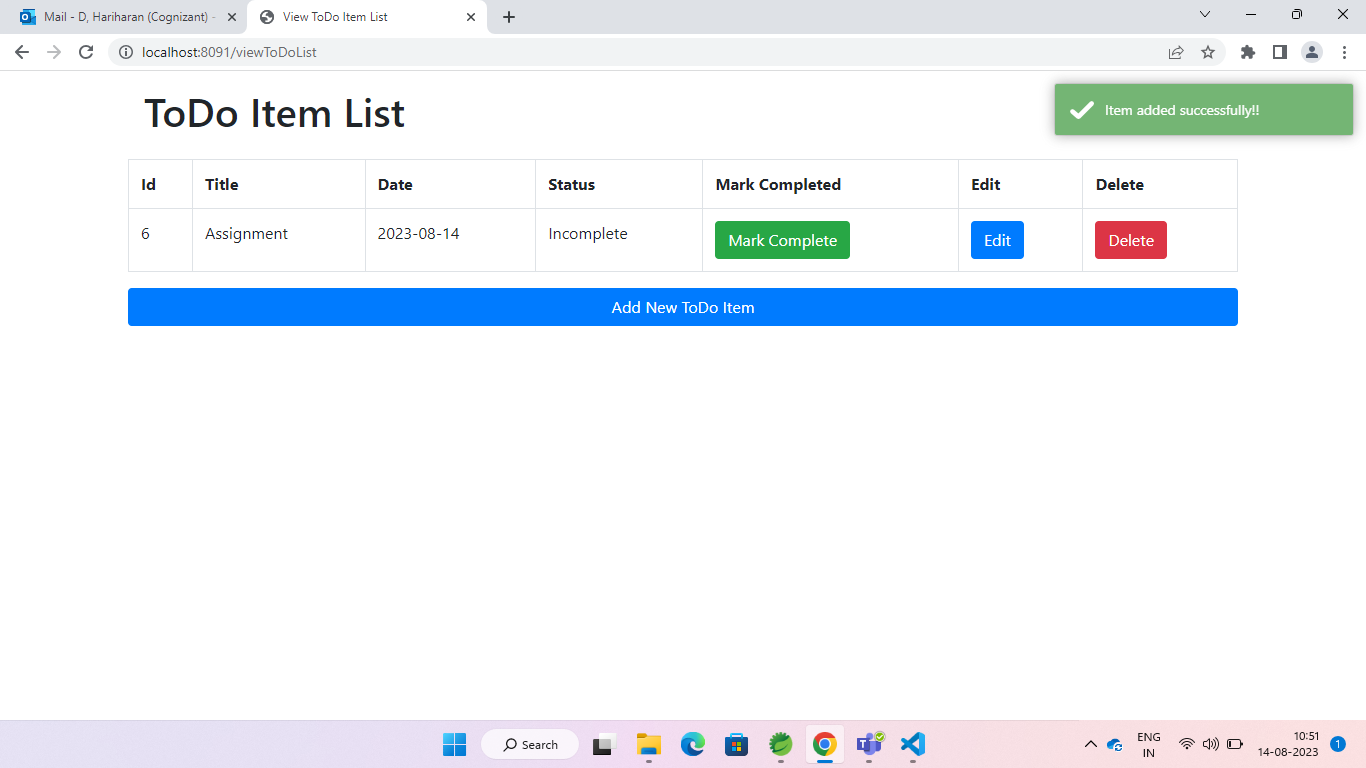 Mail - D, Hariharan (Cognizant) -
View ToDo Item List
localhost:8091/viewToDoList
ToDo Item List
Item added successfully!!
Id Title Date Status Mark Completed Edit Delete
6 Assignment 2023-08-14 Incomplete Mark Complete Edit Delete
Add New ToDo Item
Search
ENG
IN
10:51
14-08-2023
1